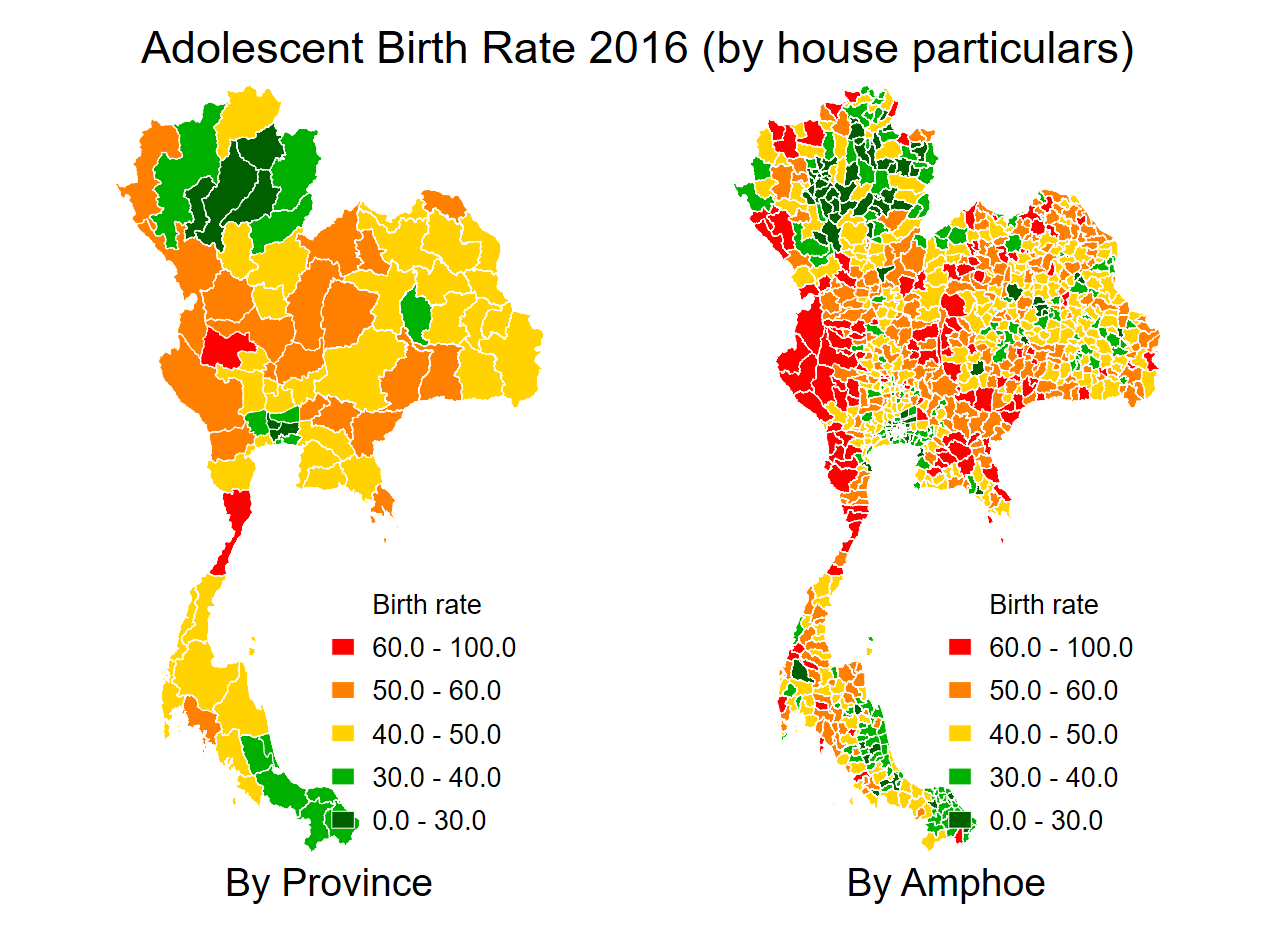 Adolescent Birth Rate 2016 (by house particulars)
Birth rate
60.0 - 100.0
50.0 - 60.0
40.0 - 50.0
30.0 - 40.0
0.0 - 30.0
By Province
Birth rate
60.0 - 100.0
50.0 - 60.0
40.0 - 50.0
30.0 - 40.0
0.0 - 30.0
By Amphoe